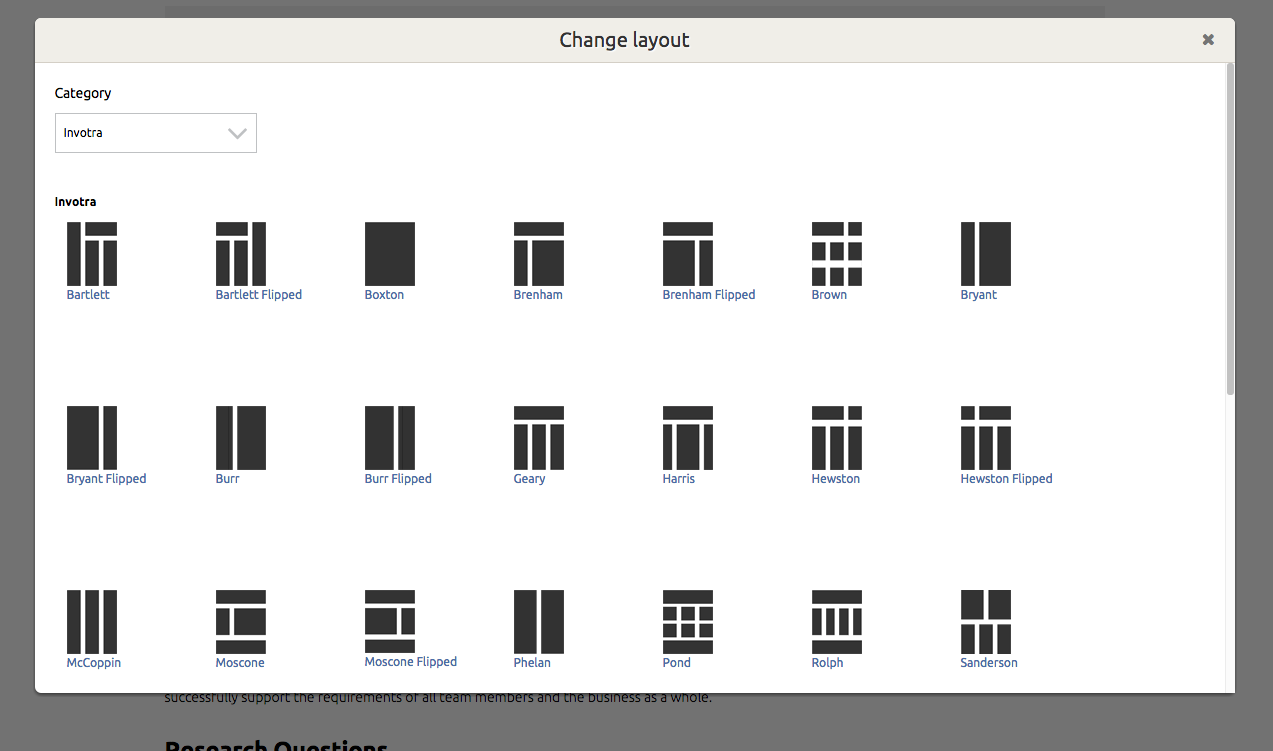 Change layout
Category
Invotra
Invotra
Bartlett Bartlett Flipped Boxton Brenham Brenham Flipped Brown Bryant
Bryant Flipped Burr Burr Flipped Geary Harris Hewston Hewston Flipped
McCoppin Moscone Moscone Flipped Phelan Pond Rolph Sanderson
successfully support the requirements of all team members and the business as a whole.
Research Questions